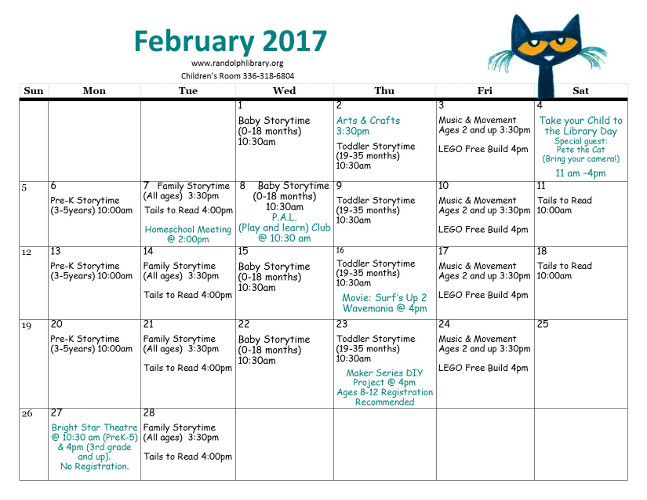 February 2017
www.randolphlibrary.org
Children's Room 336-318-6804
Sun Mon Tue Wed Thu Fri Sat
1
Baby Storytime
(0-18 months)
10:30am
2
Arts & Crafts
3:30pm
Toddler Storytime
(19-35 months)
10:30am
3
Music & Movement
Ages 2 and up 3:30pm
LEGO Free Build 4pm
4
Take your Child to
the Library Day
Special guest:
Pete the Cat
(Bring your camera!)
11 am –4pm
5
6
Pre-K Storytime
(3-5years) 10:00am
7 Family Storytime
(All ages) 3:30pm
Tails to Read 4:00pm
Homeschool Meeting
@ 2:00pm
8 Baby Storytime
(0-18 months)
10:30am
P.A.L.
(Play and learn) Club
@ 10:30 am
9
Toddler Storytime
(19-35 months)
10:30am
10
Music & Movement
Ages 2 and up 3:30pm
LEGO Free Build 4pm
11
Tails to Read
10:00am
12
13
Pre-K Storytime
(3-5years) 10:00am
14
Family Storytime
(All ages) 3:30pm
Tails to Read 4:00pm
15
Baby Storytime
(0-18 months)
10:30am
16
Toddler Storytime
(19-35 months)
10:30am
Movie: Surf's Up 2
Wavemania @ 4pm
17
Music & Movement
Ages 2 and up 3:30pm
LEGO Free Build 4pm
18
Tails to Read
10:00am
19
20
Pre-K Storytime
(3-5years) 10:00am
21
Family Storytime
(All ages) 3:30pm
Tails to Read 4:00pm
22
Baby Storytime
(0-18 months)
10:30am
23
Toddler Storytime
(19-35 months)
10:30am
Maker Series DIY
Project @ 4pm
Ages 8-12 Registration
Recommended
24
Music & Movement
Ages 2 and up 3:30pm
LEGO Free Build 4pm
25
26
27
Bright Star Theatre
@ 10:30 am (PreK-5)
& 4pm (3rd grade
and up).
No Registration.
28
Family Storytime
(All ages) 3:30pm
Tails to Read 4:00pm